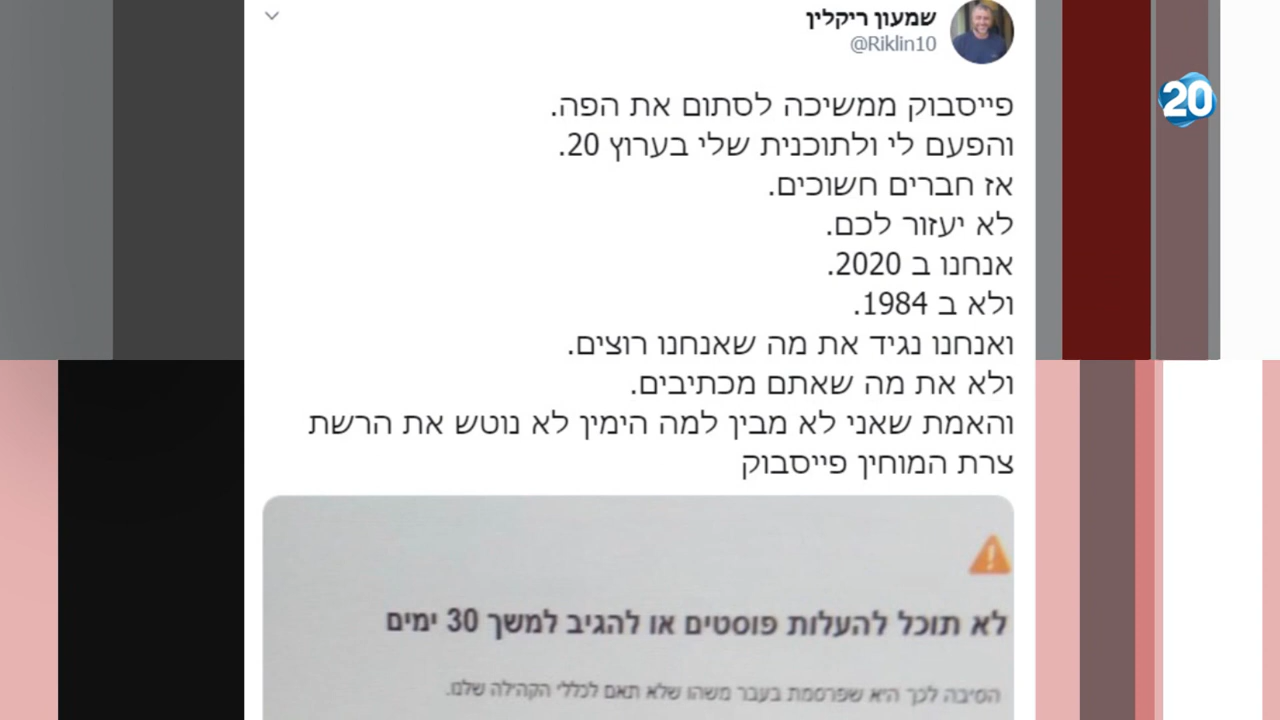 שמעון ריקלין
@Riklin10
20
פייסבוק ממשיכה לסתום את הפה.
והפעם לי ולתוכנית שלי בערוץ 20.
אז חברים חשוכים.
לא יעזור לכם.
אנחנו ב 2020.
ולא ב 1984.
ואנחנו נגיד את מה שאנחנו רוצים.
ולא את מה שאתם מכתיבים.
והאמת שאני לא מבין למה הימין לא נוטש את הרשת
צרת המוחין פייסבוק
לא תוכל להעלות פוסטים או להגיב למשך 30 ימים
הסיבה לכך היא שפרסמת בעבר משהו שלא תאם לכללי הקהילה שלנו.